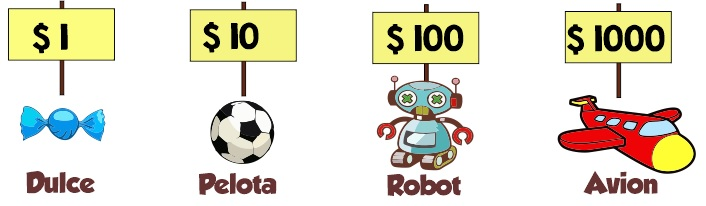 $ 1
$ 10
$ 100
$ 1000
Dulce
Pelota
Robot
Avion